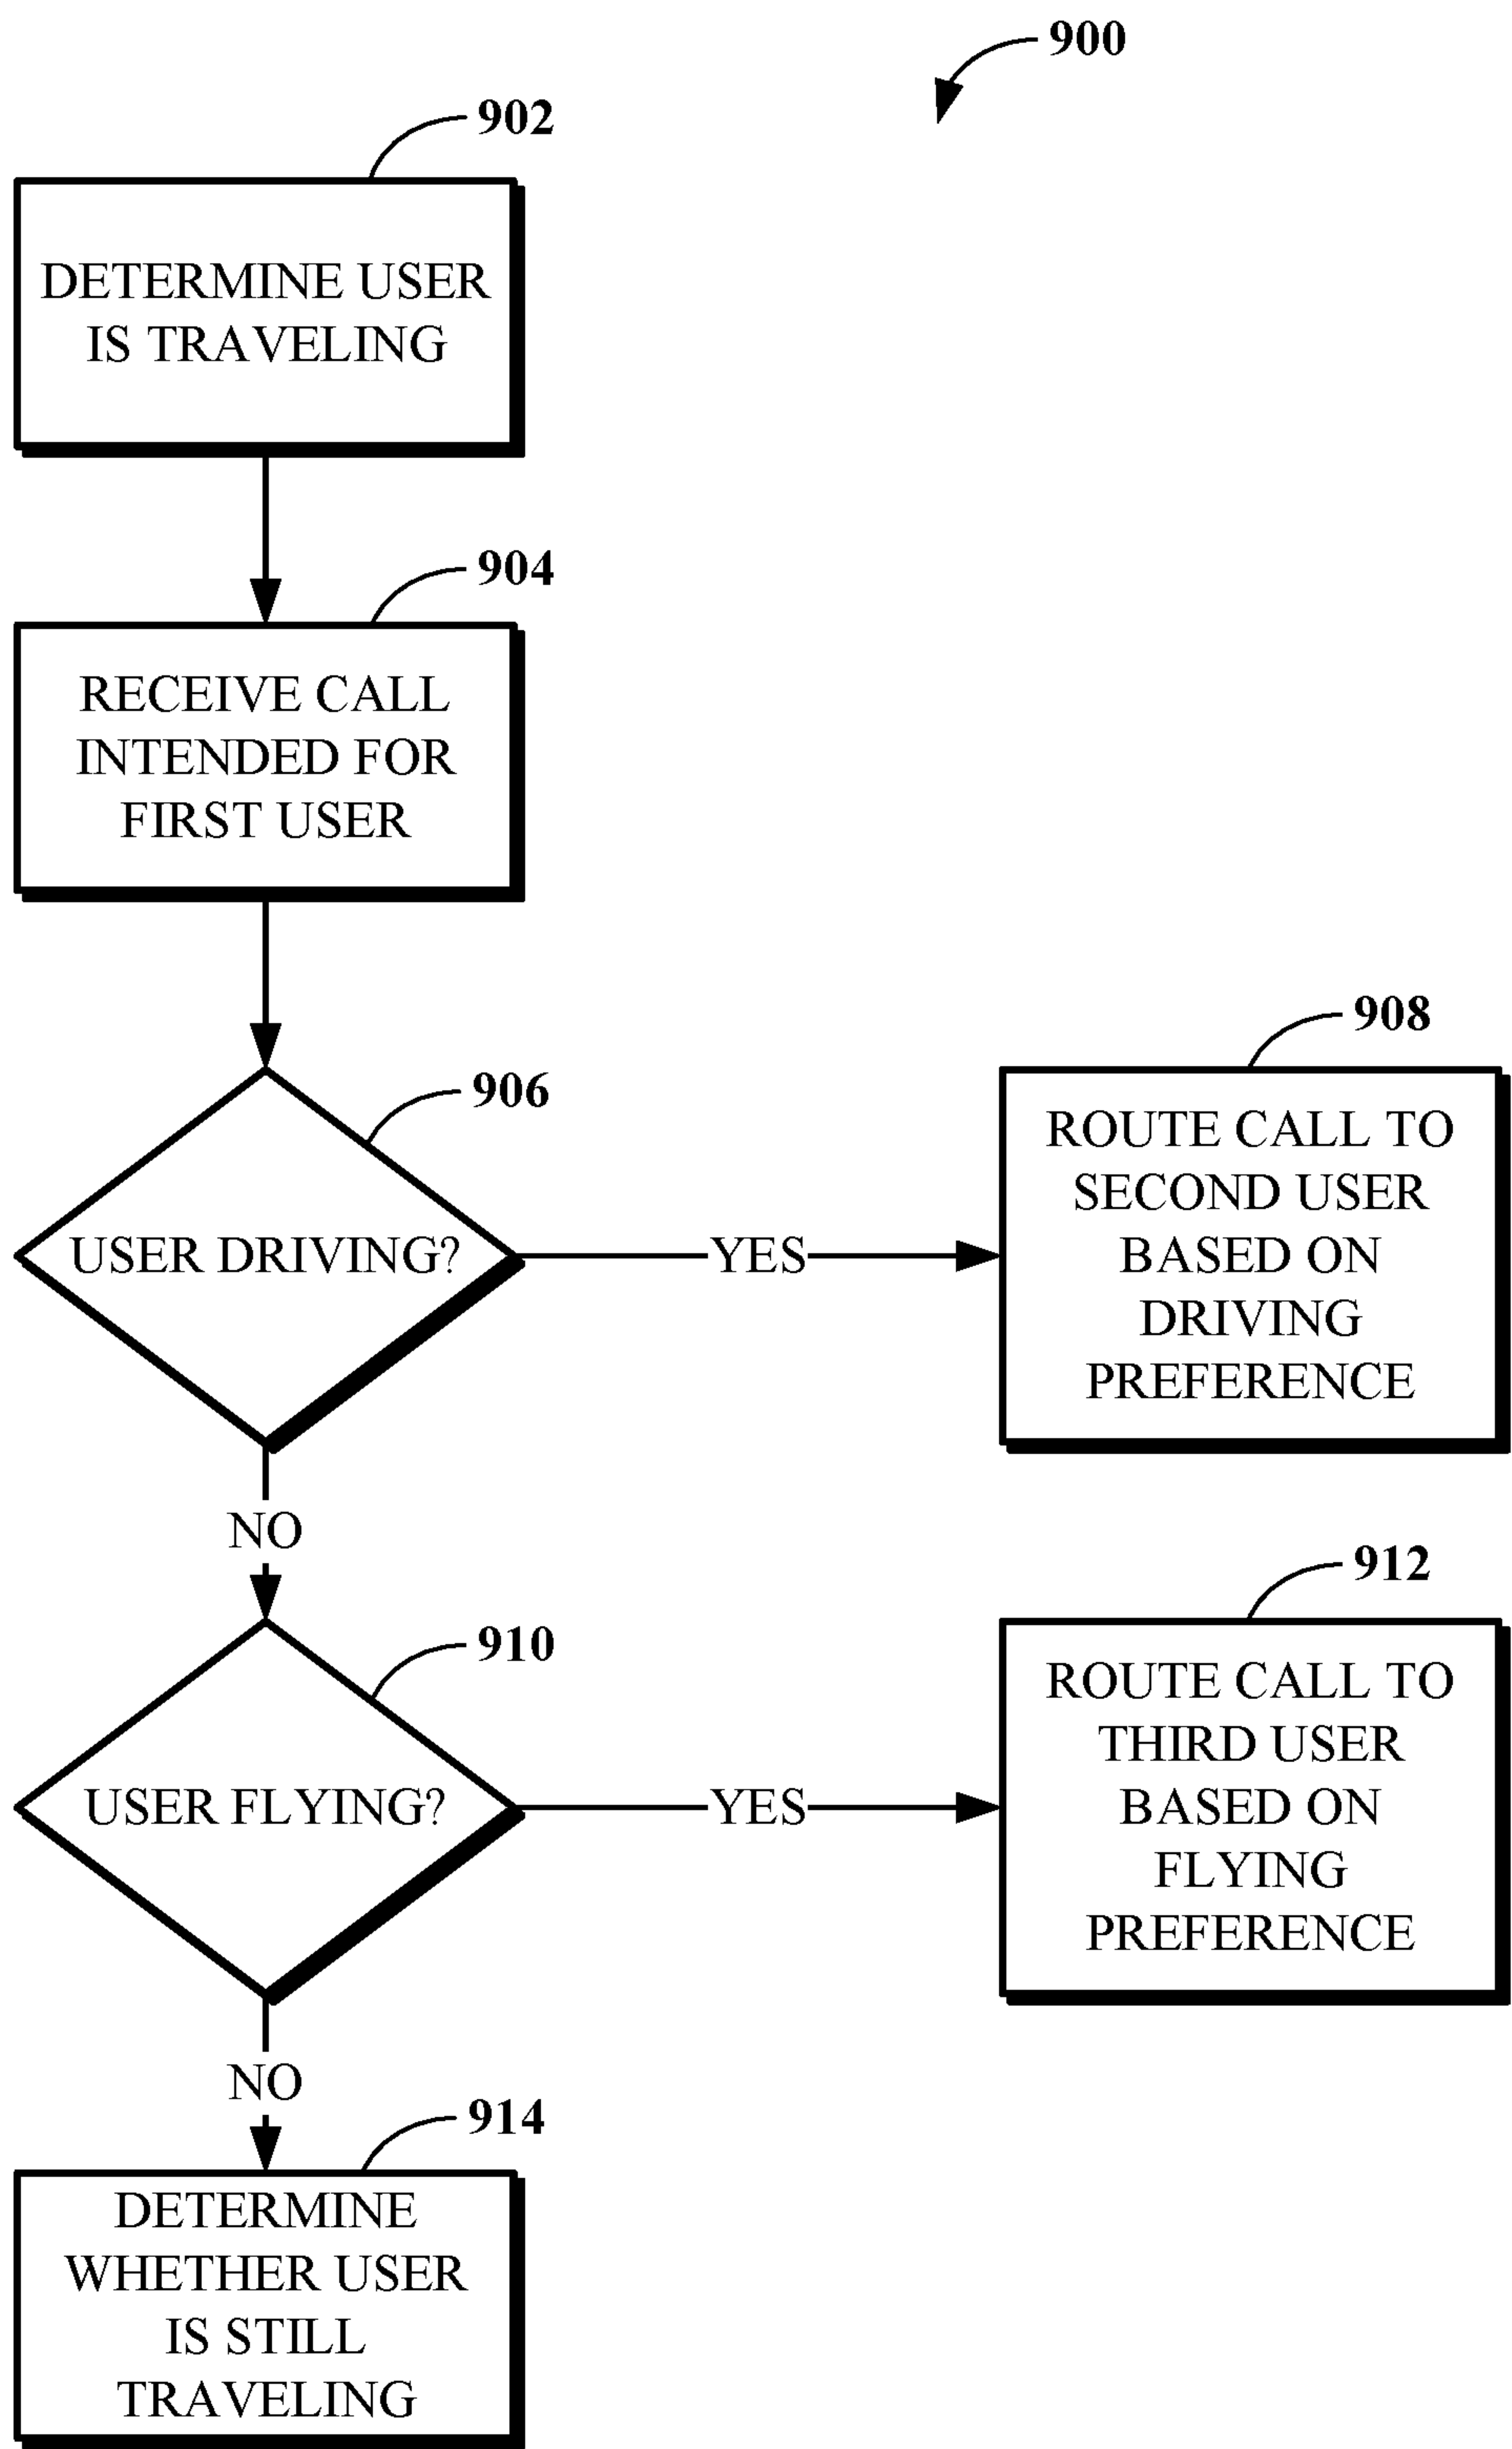 900
902
DETERMINE USER
IS TRAVELING
904
RECEIVE CALL
INTENDED FOR
FIRST USER
906
USER DRIVING?
YES
908
ROUTE CALL TO
SECOND USER
BASED ON
DRIVING
PREFERENCE
NO
910
USER FLYING?
YES
912
ROUTE CALL TO
THIRD USER
BASED ON
FLYING
PREFERENCE
NO
914
DETERMINE
WHETHER USER
IS STILL
TRAVELING